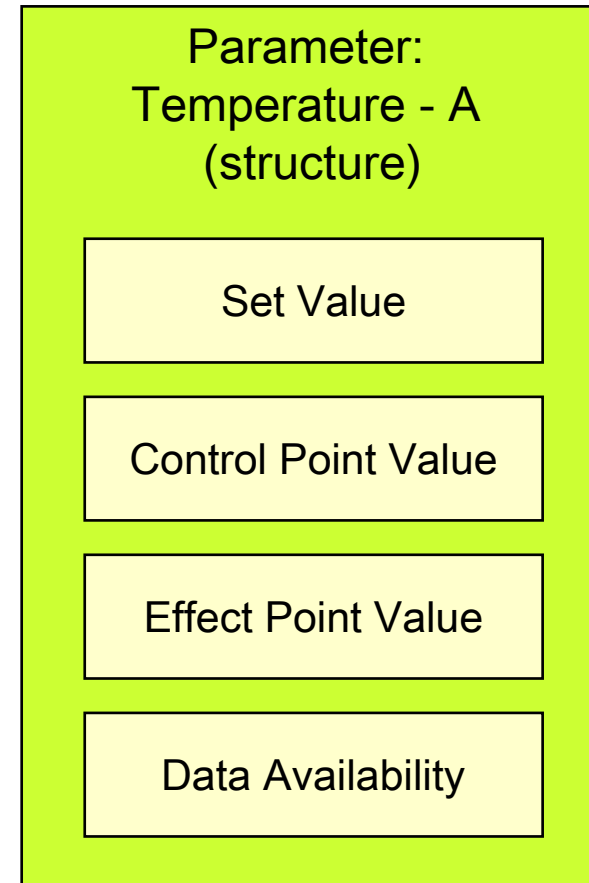 Parameter:
Temperature - A
(structure)
Set Value
Control Point Value
Effect Point Value
Data Availability